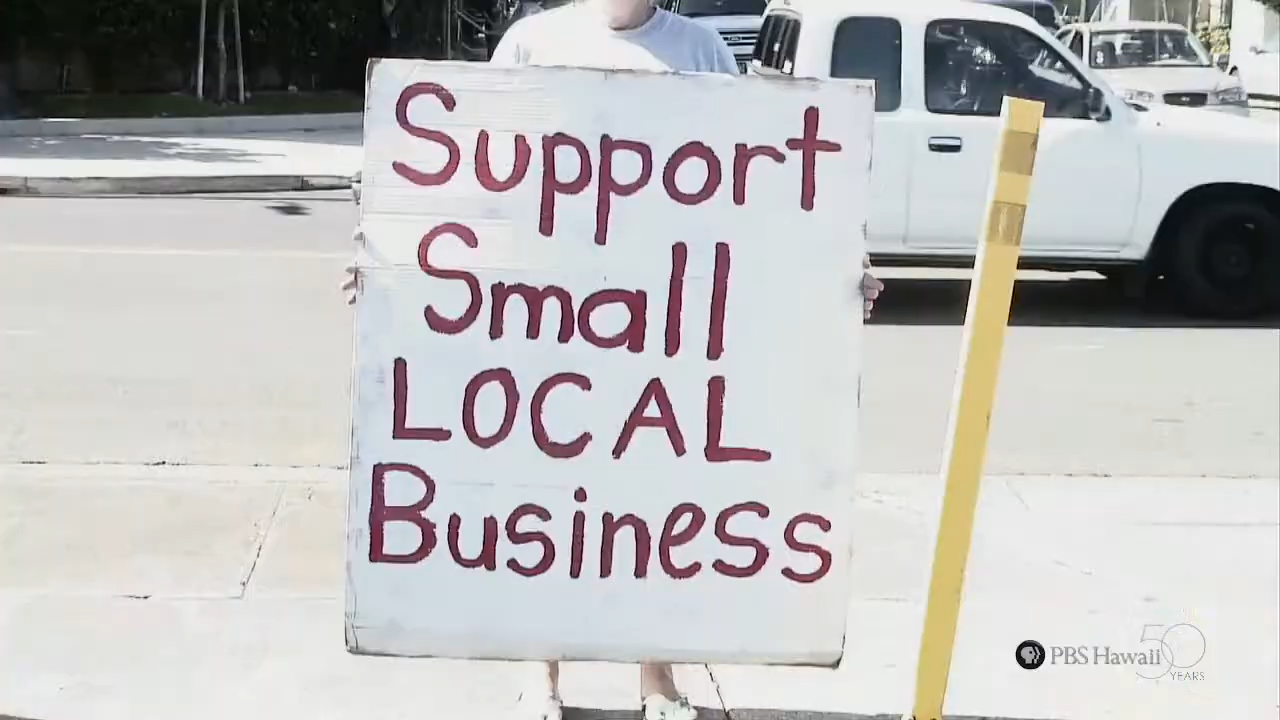 Support
Small
LOCAL
Business
PBS Hawaii 50
YEARS